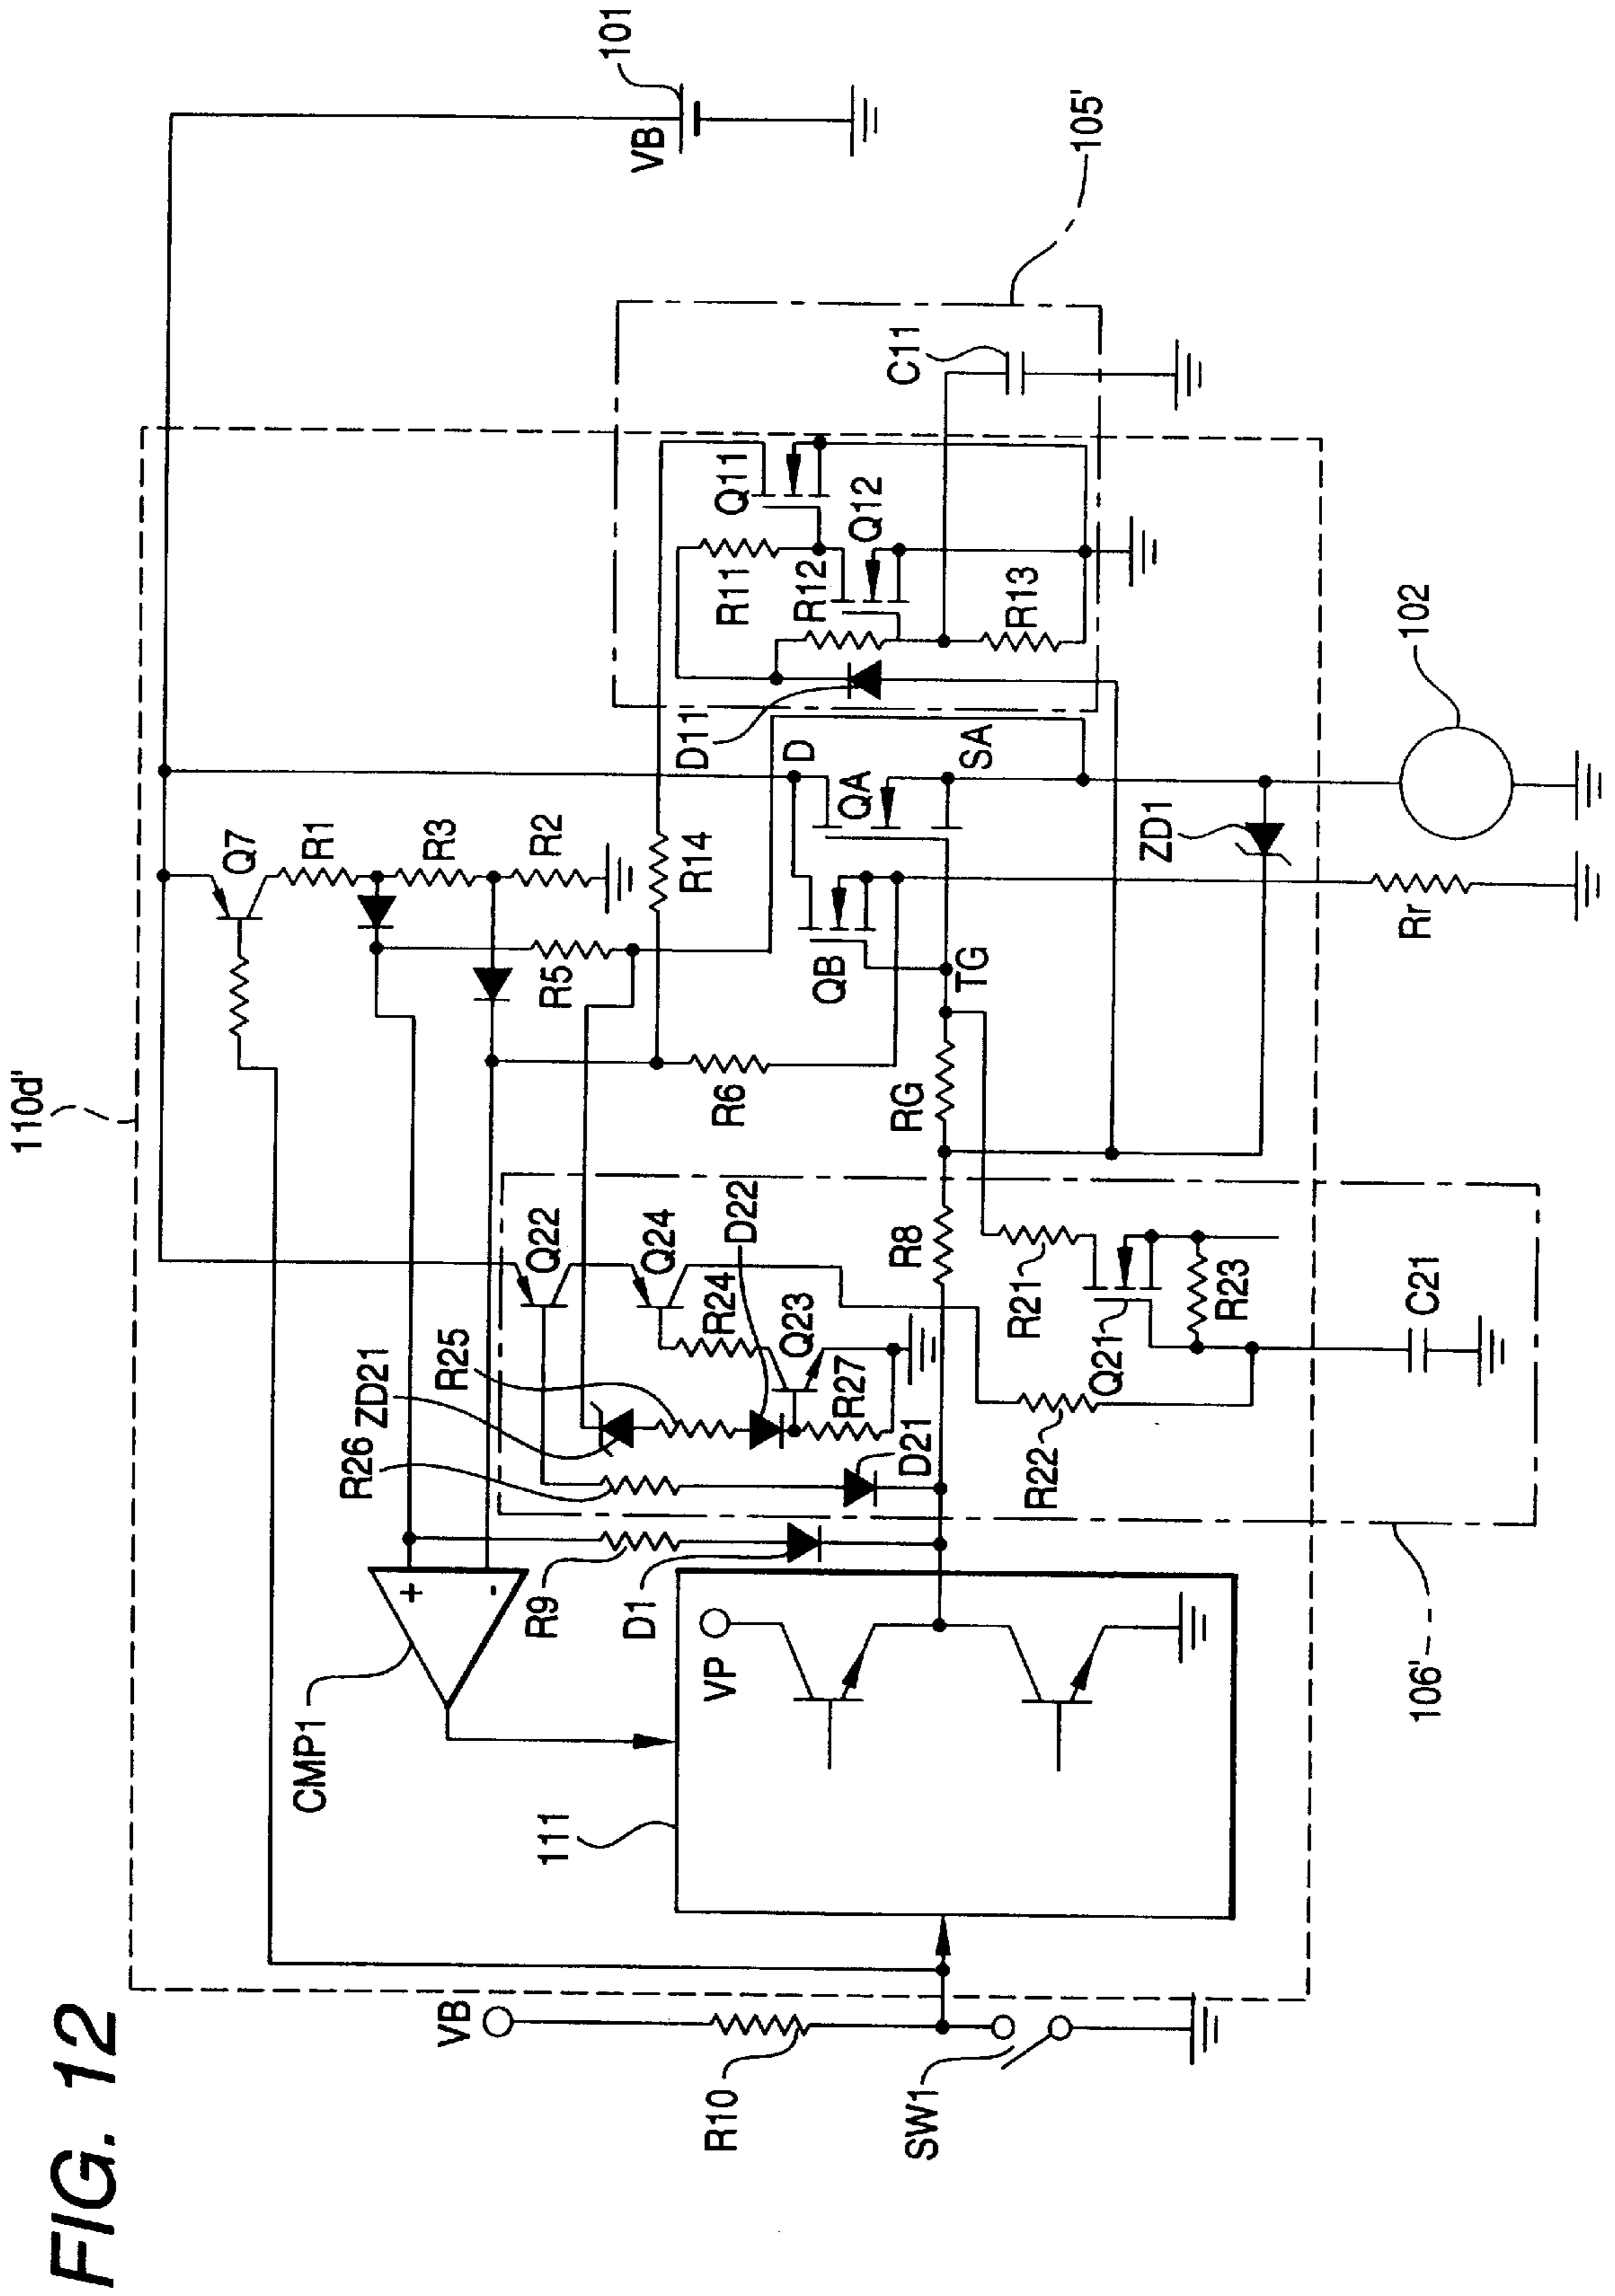 FIG. 12
110d'
101
VB
105'
Q7
R1
R3
R2
R5
R14
R6
D11
R11
Q11
R12
Q12
R13
C11
D
QA
SA
QB
TG
RG
ZD1
102
Rr
Q22
Q24
D22
R24
Q23
R25
ZD21
R26
R27
D21
R8
R21
Q21
R23
R22
C21
106'
CMP1
+
-
R9
D1
VP
111
VB
R10
SW1